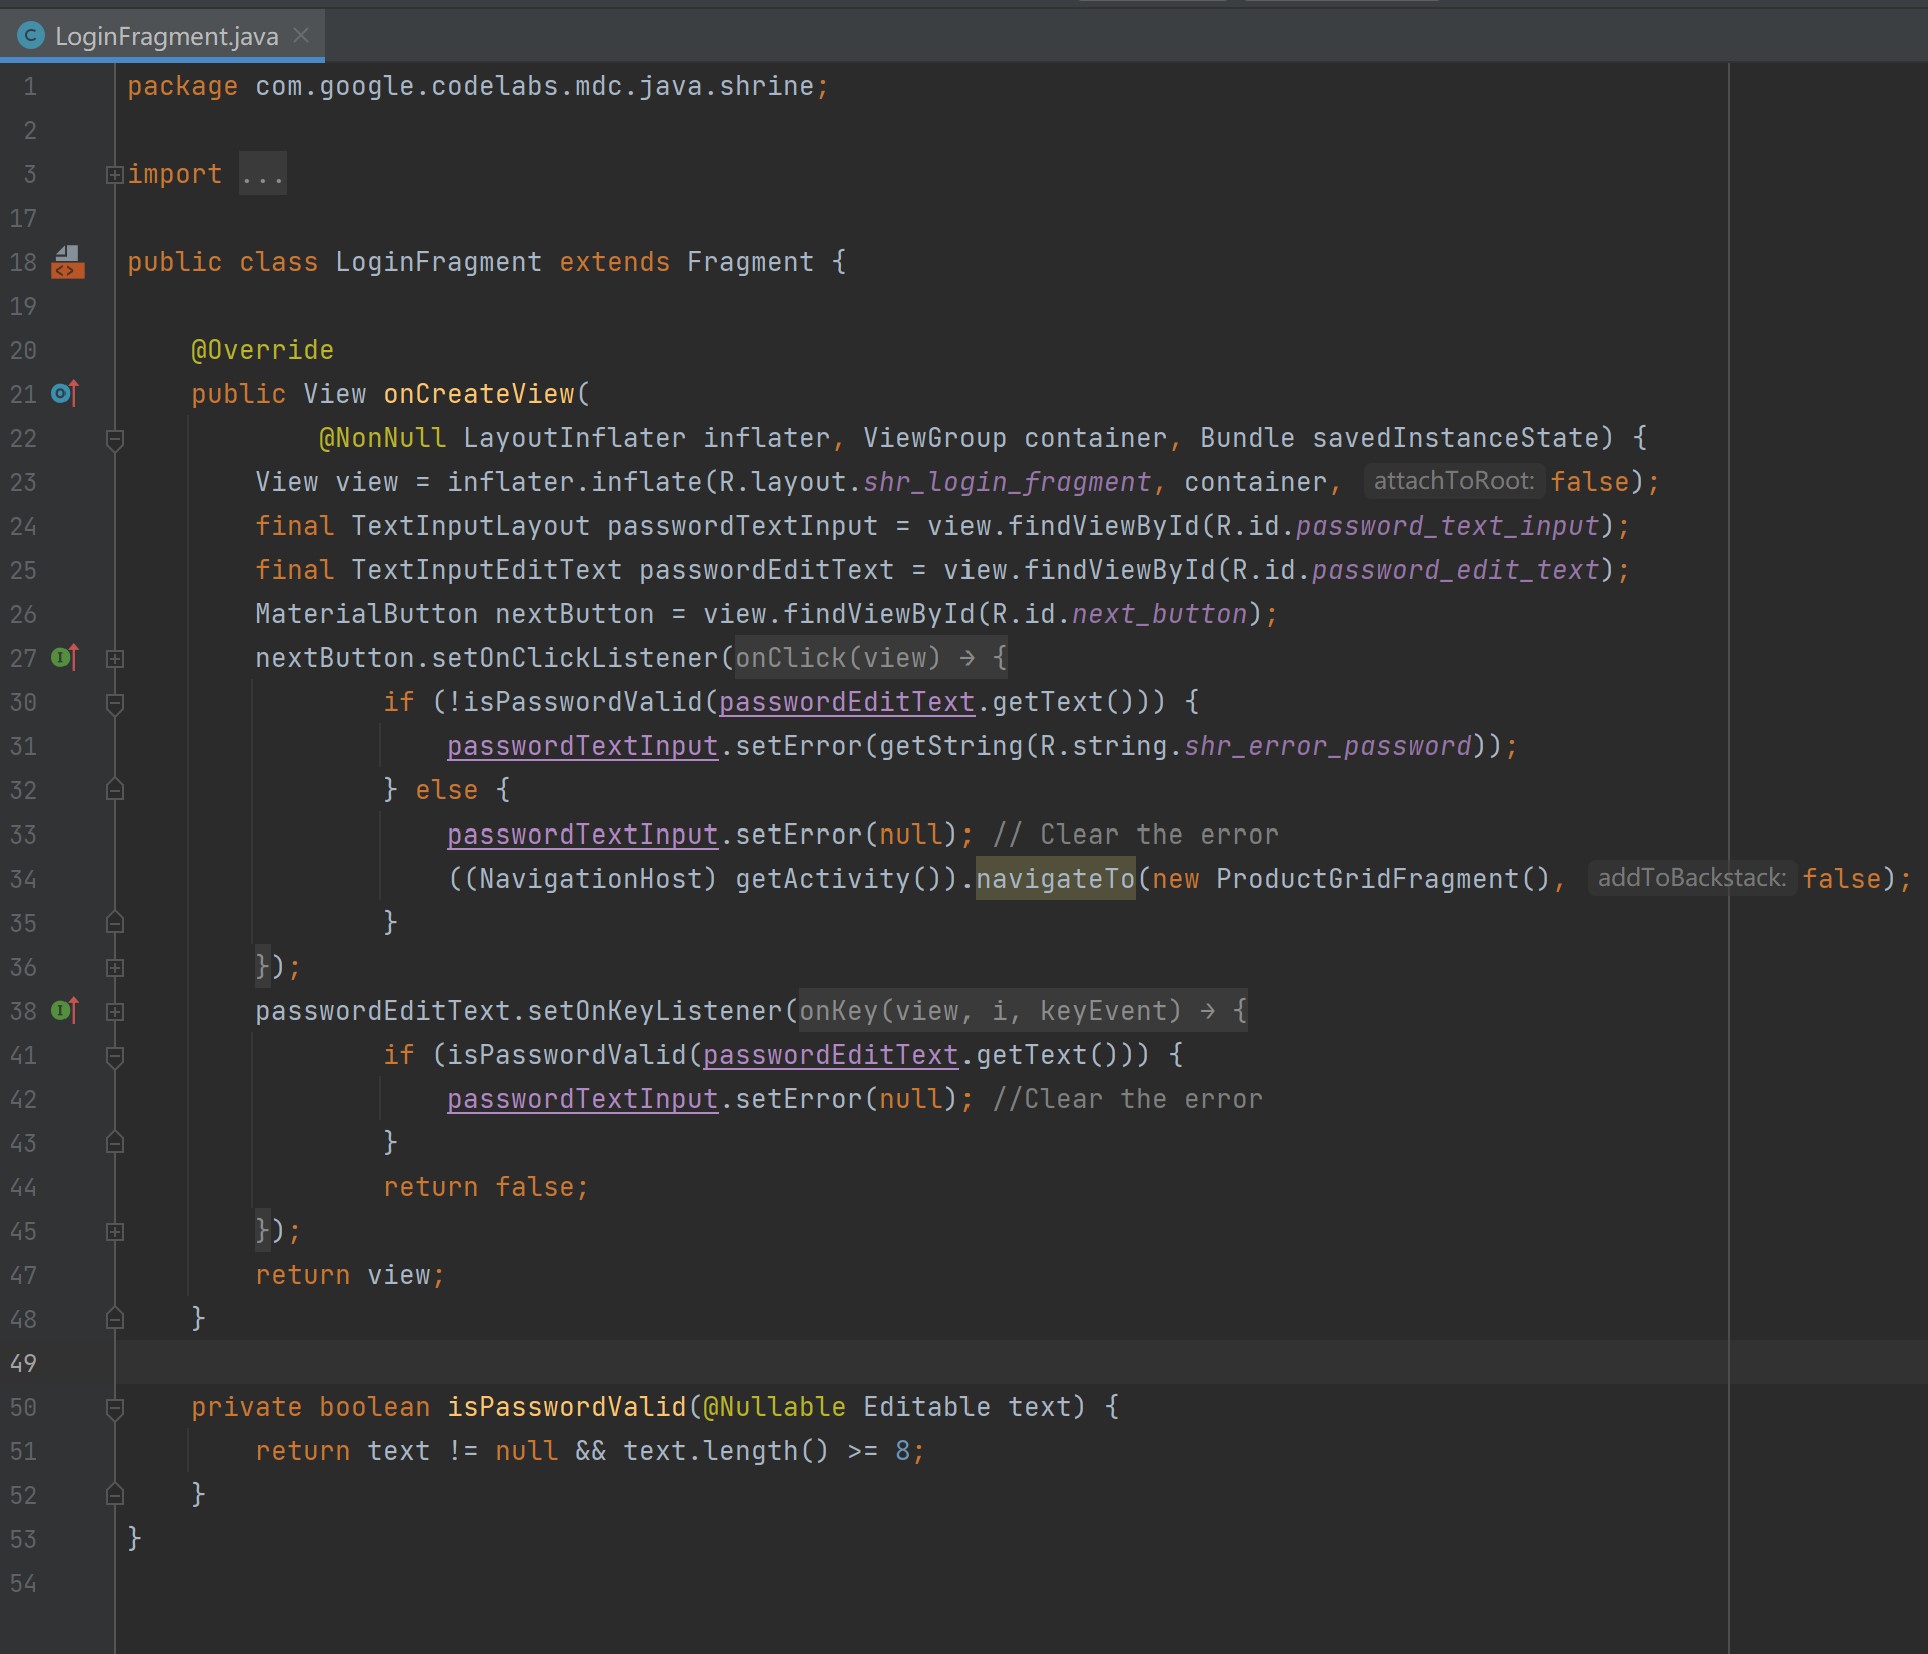 LoginFragment.java
1 package com.google.codelabs.mdc.java.shrine;
2
3 import ...
17
18 public class LoginFragment extends Fragment {
19
20 @Override
21 public View onCreateView(
22 @NonNull LayoutInflater inflater, ViewGroup container, Bundle savedInstanceState) {
23 View view = inflater.inflate(R.layout.shr_login_fragment, container, attachToRoot: false);
24 final TextInputLayout passwordTextInput = view.findViewById(R.id.password_text_input);
25 final TextInputEditText passwordEditText = view.findViewById(R.id.password_edit_text);
26 MaterialButton nextButton = view.findViewById(R.id.next_button);
27 nextButton.setOnClickListener(onClick(view) → {
30 if (!isPasswordValid(passwordEditText.getText())) {
31 passwordTextInput.setError(getString(R.string.shr_error_password));
32 } else {
33 passwordTextInput.setError(null); // Clear the error
34 ((NavigationHost) getActivity()).navigateTo(new ProductGridFragment(), addToBackstack: false);
35 }
36 });
38 passwordEditText.setOnKeyListener(onKey(view, i, keyEvent) → {
41 if (isPasswordValid(passwordEditText.getText())) {
42 passwordTextInput.setError(null); //Clear the error
43 }
44 return false;
45 });
47 return view;
48 }
49
50 private boolean isPasswordValid(@Nullable Editable text) {
51 return text != null && text.length() >= 8;
52 }
53 }
54